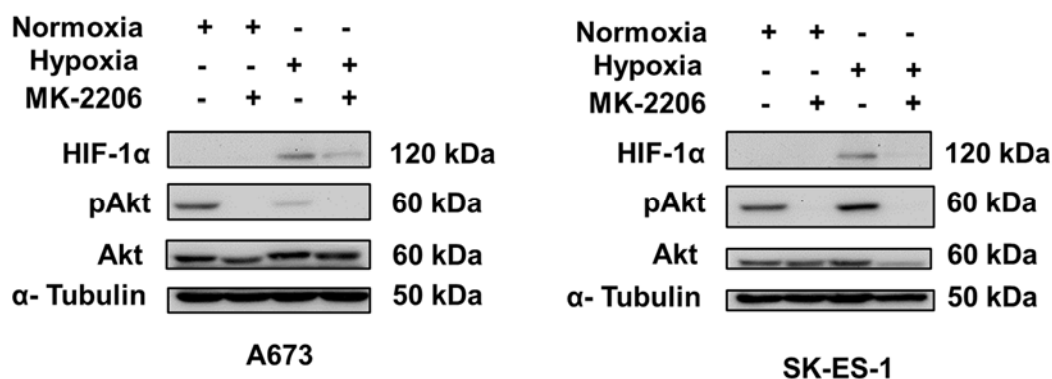 Normoxia + + - -
Hypoxia - - + +
MK-2206 - + - +
HIF-1α 120 kDa
pAkt 60 kDa
Akt 60 kDa
α- Tubulin 50 kDa
A673
Normoxia + + - -
Hypoxia - - + +
MK-2206 - + - +
HIF-1α 120 kDa
pAkt 60 kDa
Akt 60 kDa
α- Tubulin 50 kDa
SK-ES-1